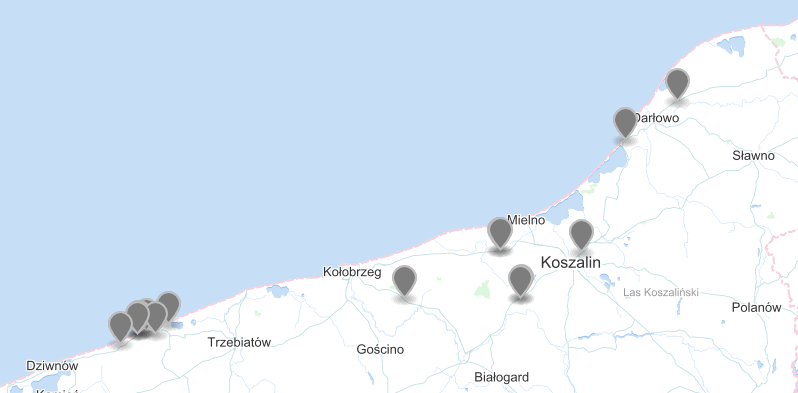 Darłowo
Sławno
Mielno
Koszalin
Kołobrzeg
Las Koszaliński
Polanów
Trzebiatów
Gościno
Dziwnów
Białogard